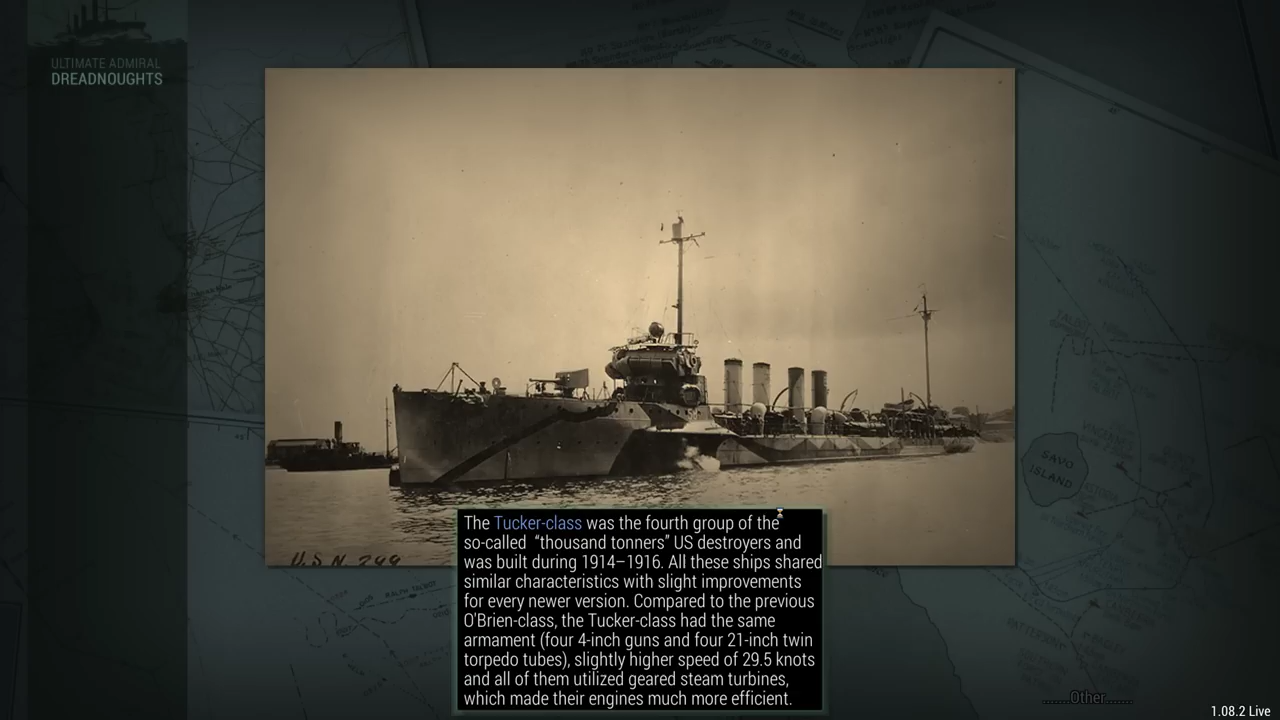 ULTIMATE ADMIRAL
DREADNOUGHTS
SAVO
ISLAND
RALPH TALBOT
U.S.N. 299
The Tucker-class was the fourth group of the
so-called “thousand tonners” US destroyers and
was built during 1914–1916. All these ships shared
similar characteristics with slight improvements
for every newer version. Compared to the previous
O'Brien-class, the Tucker-class had the same
armament (four 4-inch guns and four 21-inch twin
torpedo tubes), slightly higher speed of 29.5 knots
and all of them utilized geared steam turbines,
which made their engines much more efficient.
Other
1.08.2 Live